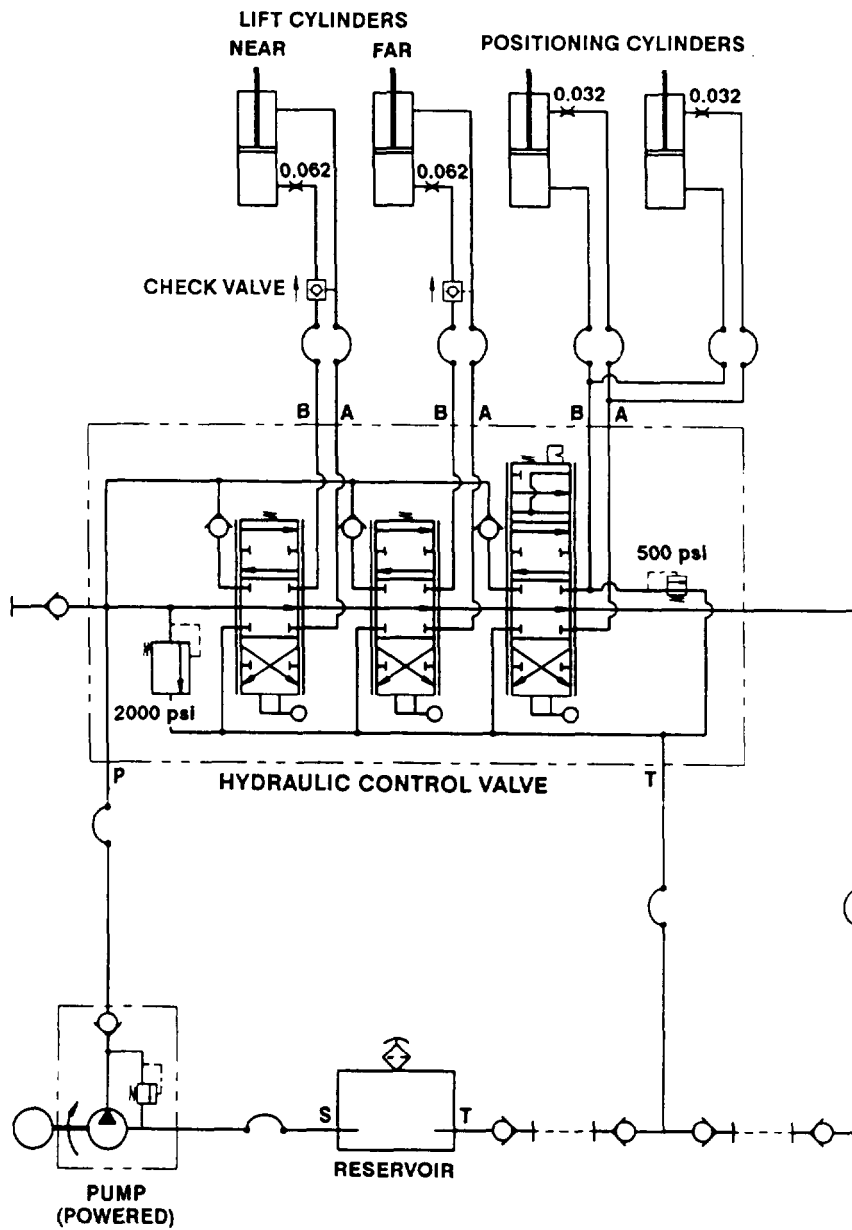 LIFT CYLINDERS
NEAR
FAR
POSITIONING CYLINDERS
0.032
0.032
0.062
0.062
CHECK VALVE
B
A
B
A
B
A
500 psi
2000 psi
P
HYDRAULIC CONTROL VALVE
T
S
T
RESERVOIR
PUMP
(POWERED)